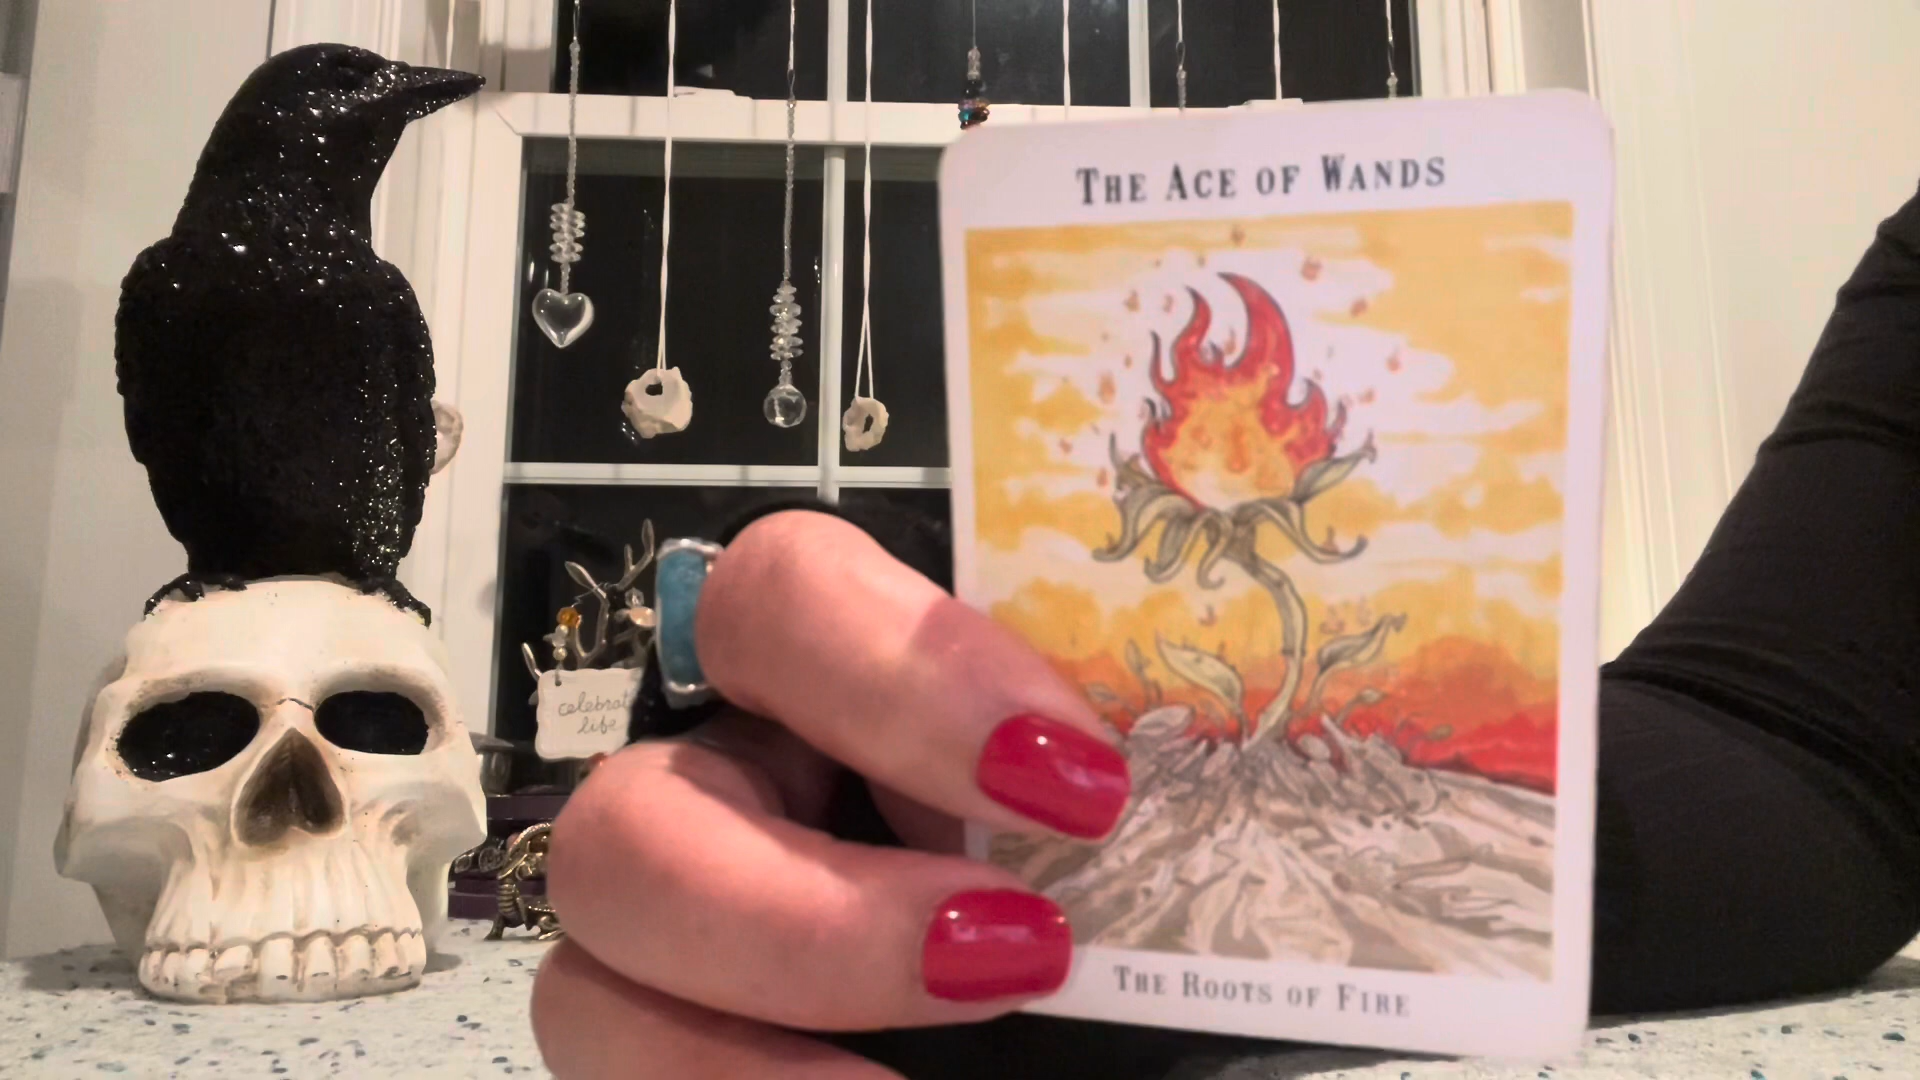 THE ACE OF WANDS
celebrate
life
THE ROOTS OF FIRE